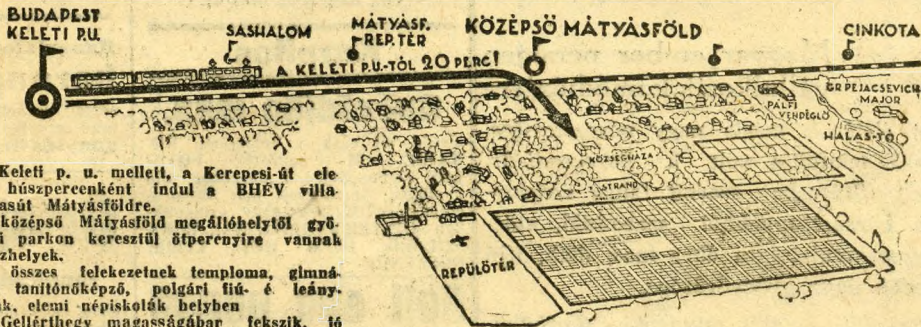 BUDAPEST
KELETI P.U.
SASHALOM
MÁTYÁSF.
REP.TÉR
KÖZÉPSŐ MÁTYÁSFÖLD
CINKOTA
A KELETI P.U.-TÓL 20 PERC!
GR PEJACSEVICH
MAJOR
PÁLFI
VENDÉGLŐ
HALAS-TÓ
KÖZSÉGHÁZA
STRAND
REPÜLŐTÉR
Keleti p. u. mellett, a Kerepesi-út ele
húszpercenként indul a BHÉV villa
asút Mátyásföldre.
középső Mátyásföld megállóhelytől gyö-
i parkon keresztül ötpercnyire vannak
zhelyek.
összes felekezetnek temploma, gimná-
tanítónőképző, polgári fiú- é leány-
ak, elemi népiskolák helyben
Gellérthegy magasságábar fekszik, jó